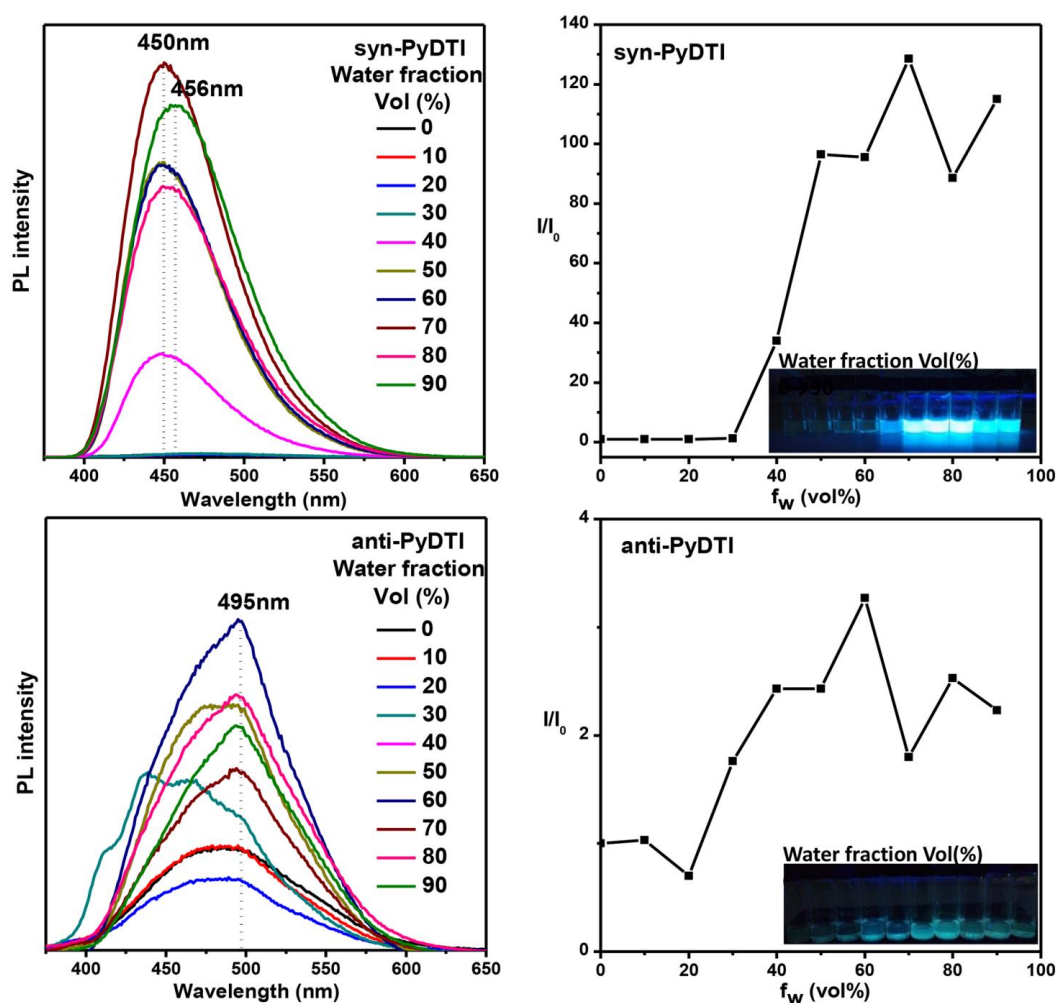 450nm
456nm
syn-PyDTI
Water fraction
Vol (%)
0
10
20
30
40
50
60
70
80
90
PL intensity
400 450 500 550 600 650
Wavelength (nm)
syn-PyDTI
140
120
100
80
60
40
20
0
I/I0
Water fraction Vol(%)
0 20 40 60 80 100
fw (vol%)
495nm
anti-PyDTI
Water fraction
Vol (%)
0
10
20
30
40
50
60
70
80
90
PL intensity
400 450 500 550 600 650
Wavelength (nm)
anti-PyDTI
4
2
0
I/I0
Water fraction Vol(%)
0 20 40 60 80 100
fw (vol%)